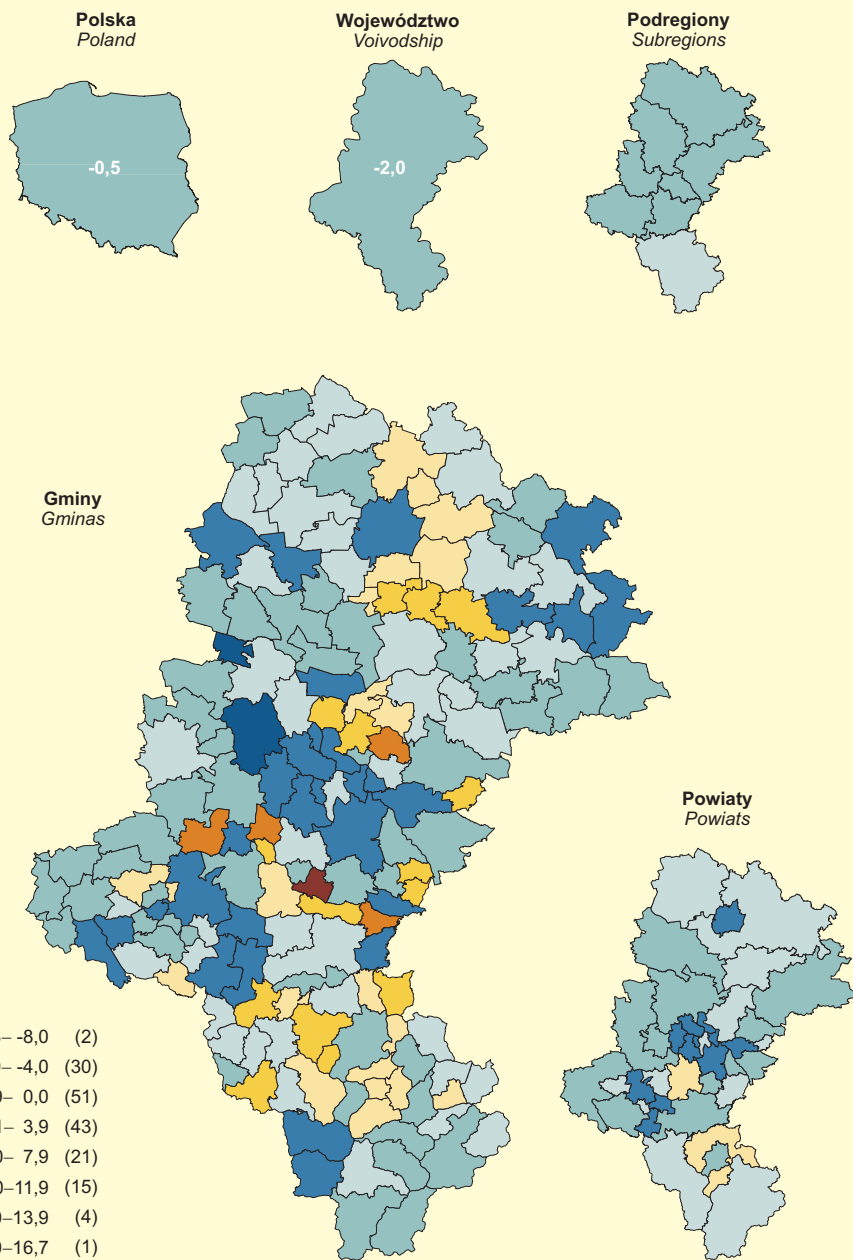 Polska
Poland
Województwo
Voivodship
Podregiony
Subregions
-0,5
-2,0
Gminy
Gminas
Powiaty
Powiats
– -8,0 (2)
-4,0 (30)
0,0 (51)
– 3,9 (43)
– 7,9 (21)
–11,9 (15)
–13,9 (4)
–16,7 (1)